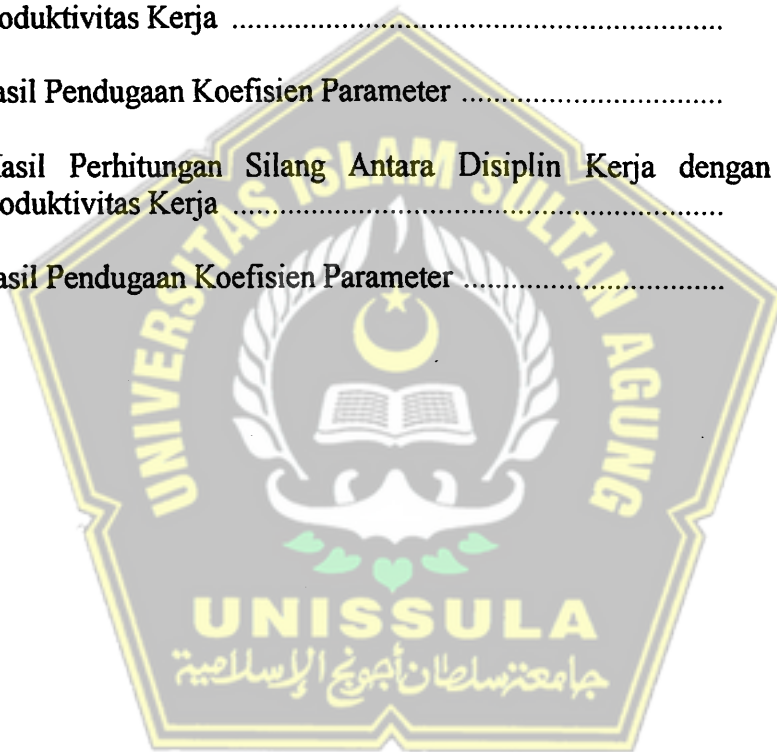 oduktivitas Kerja ............................................................
asil Pendugaan Koefisien Parameter ................................
asil Perhitungan Silang Antara Disiplin Kerja dengan
oduktivitas Kerja ............................................................
asil Pendugaan Koefisien Parameter ................................
UNIVERSITAS ISLAM SULTAN AGUNG
UNISSULA
جامعة سلطان أجونج الإسلامية